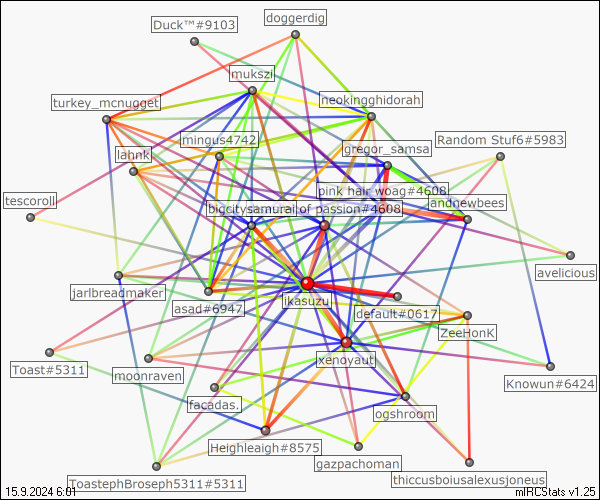 doggerdig
Duck™#9103
mukszi
neokingghidorah
turkey_mcnugget
mingus4742
Random Stuf6#5983
gregor_samsa
lahnkj
pink hair woag#4608
andnewbees
tescoroll
bigcitysamurai
of passion#4608
avelicious
jarlbreadmaker
asad#6947
ikasuzu
default#0617
ZeeHonK
xenoyautj
Toast#5311
moonraven
Knowun#6424
facadas.
ogshroom
Heighleaigh#8575
gazpachoman
thiccusboiusalexusjoneus
ToastephBroseph5311#5311
15.9.2024 6:01
mIRCStats v1.25